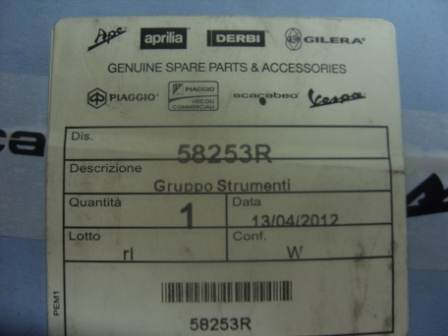 Ape aprilia DERBI GILERA
GENUINE SPARE PARTS & ACCESSORIES
PIAGGIO PIAGGIO VEICOLI COMMERCIALI scarabeo Vespa
Dis.
58253R
Descrizione
Gruppo Strumenti
Quantità Data
1 13/04/2012
Lotto Conf.
rl W
58253R
PEM1